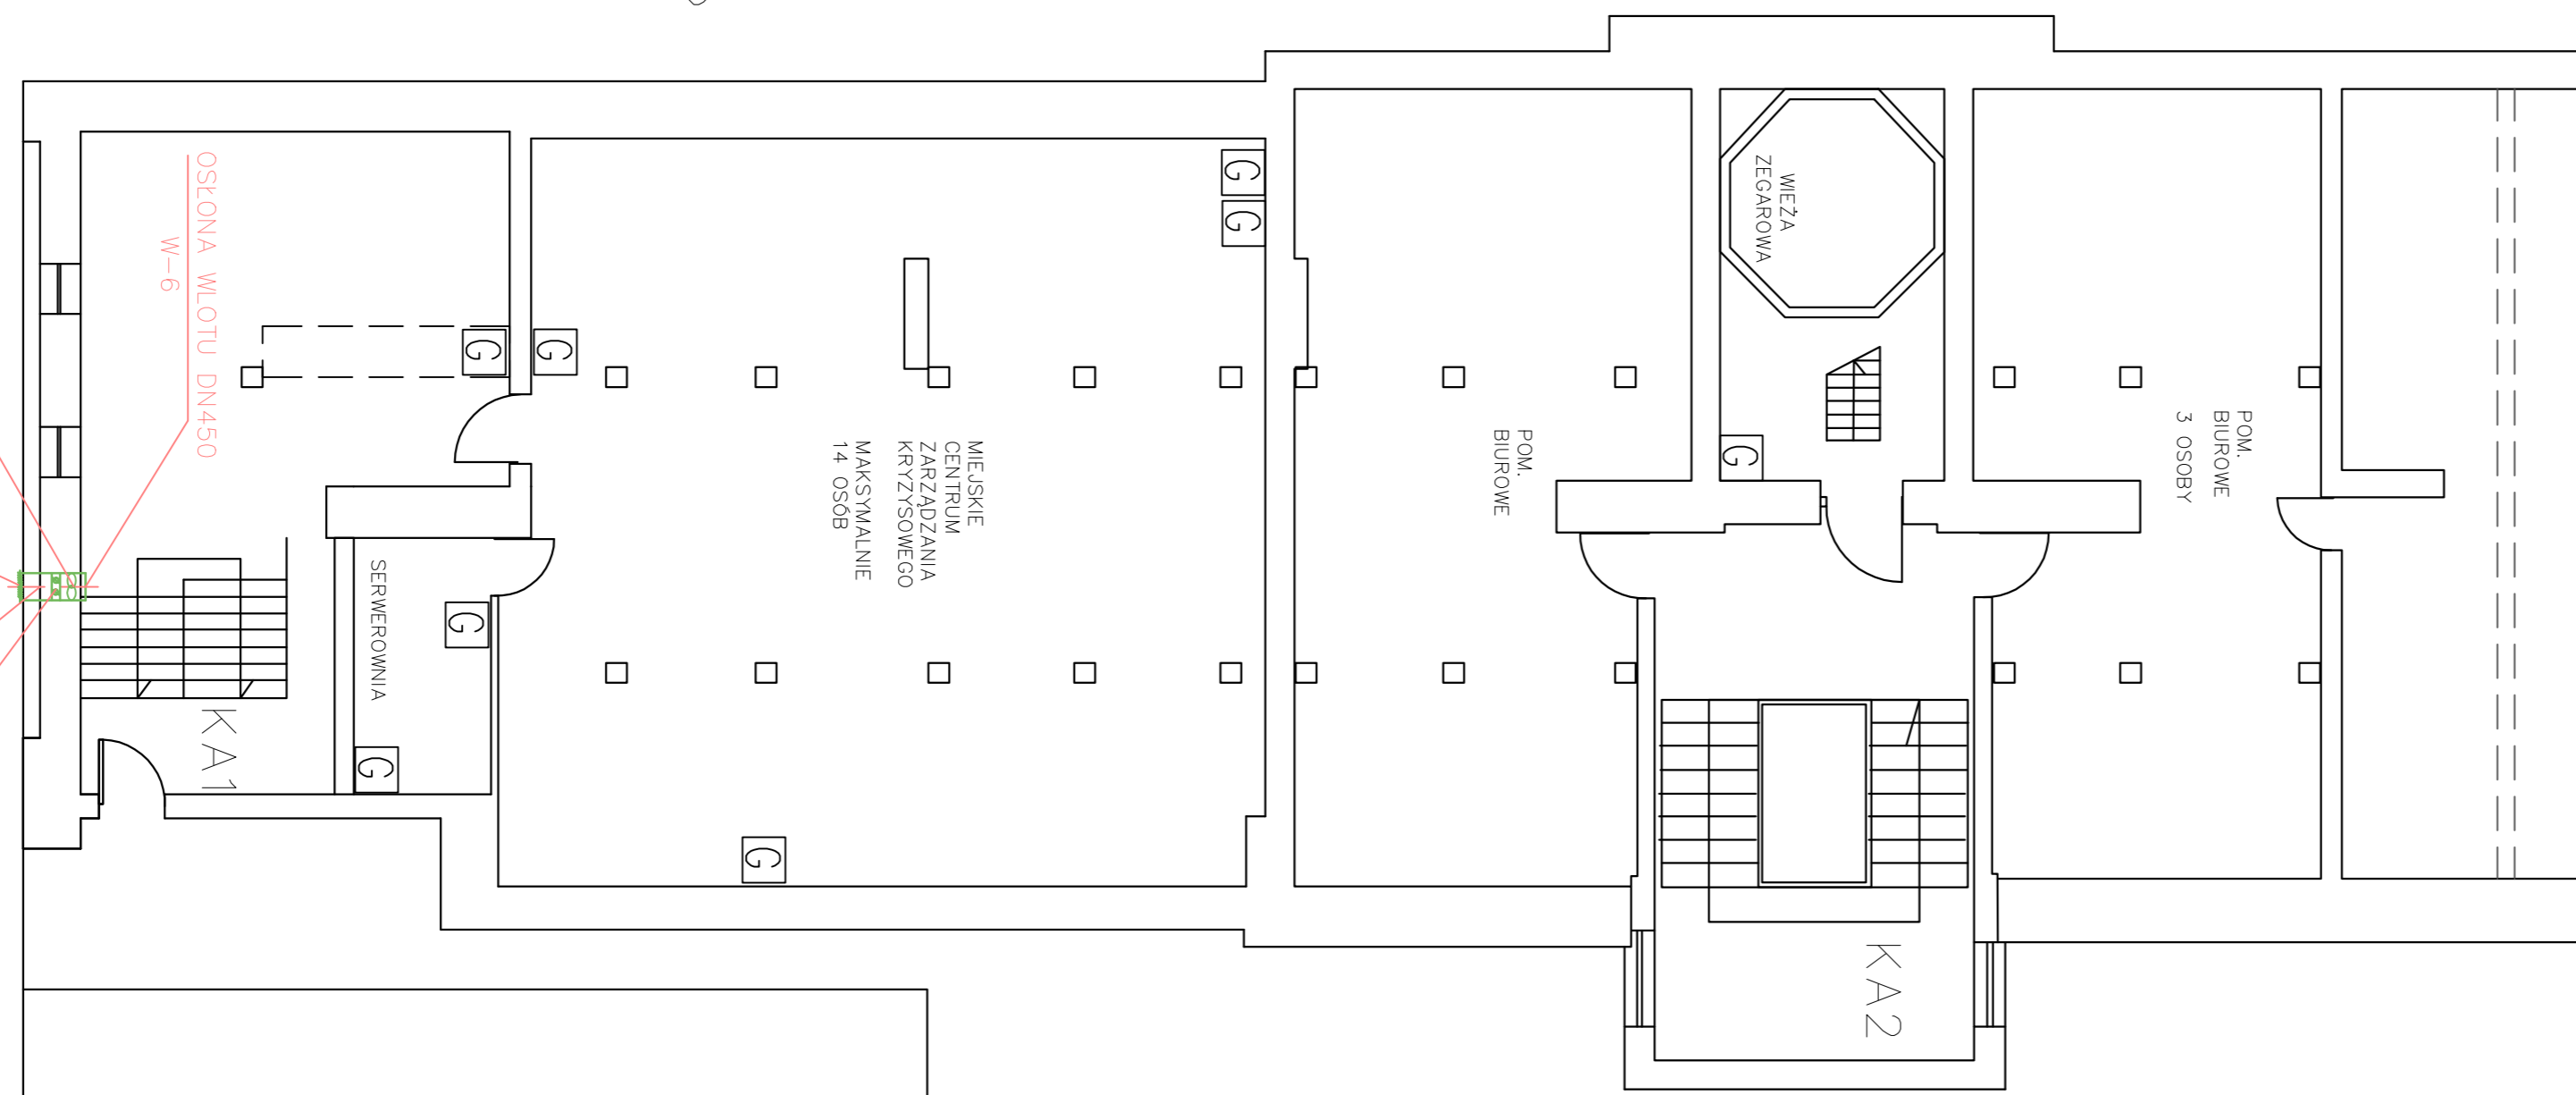 OSŁONA WLOTU DN450
W-6
G
G
G
G
G
G
G
G
SERWEROWNIA
KA1
MIEJSKIE
CENTRUM
ZARZĄDZANIA
KRYZYSOWEGO
MAKSYMALNIE
14 OSÓB
POM.
BIUROWE
WIEŻA
ZEGAROWA
KA2
POM.
BIUROWE
3 OSOBY